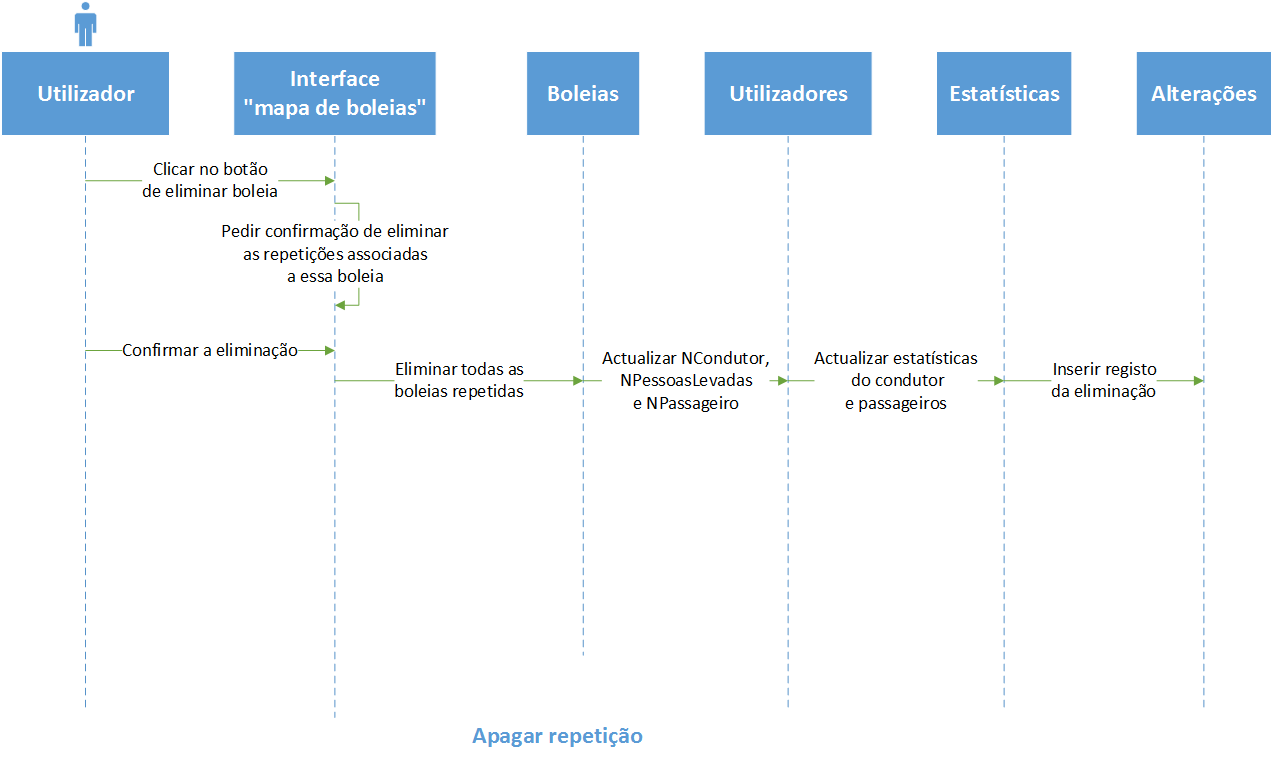 Utilizador
Interface
"mapa de boleias"
Boleias
Utilizadores
Estatísticas
Alterações
Clicar no botão
de eliminar boleia
Pedir confirmação de eliminar
as repetições associadas
a essa boleia
Confirmar a eliminação
Eliminar todas as
boleias repetidas
Actualizar NCondutor,
NPessoasLevadas
e NPassageiro
Actualizar estatísticas
do condutor
e passageiros
Inserir registo
da eliminação
Apagar repetição